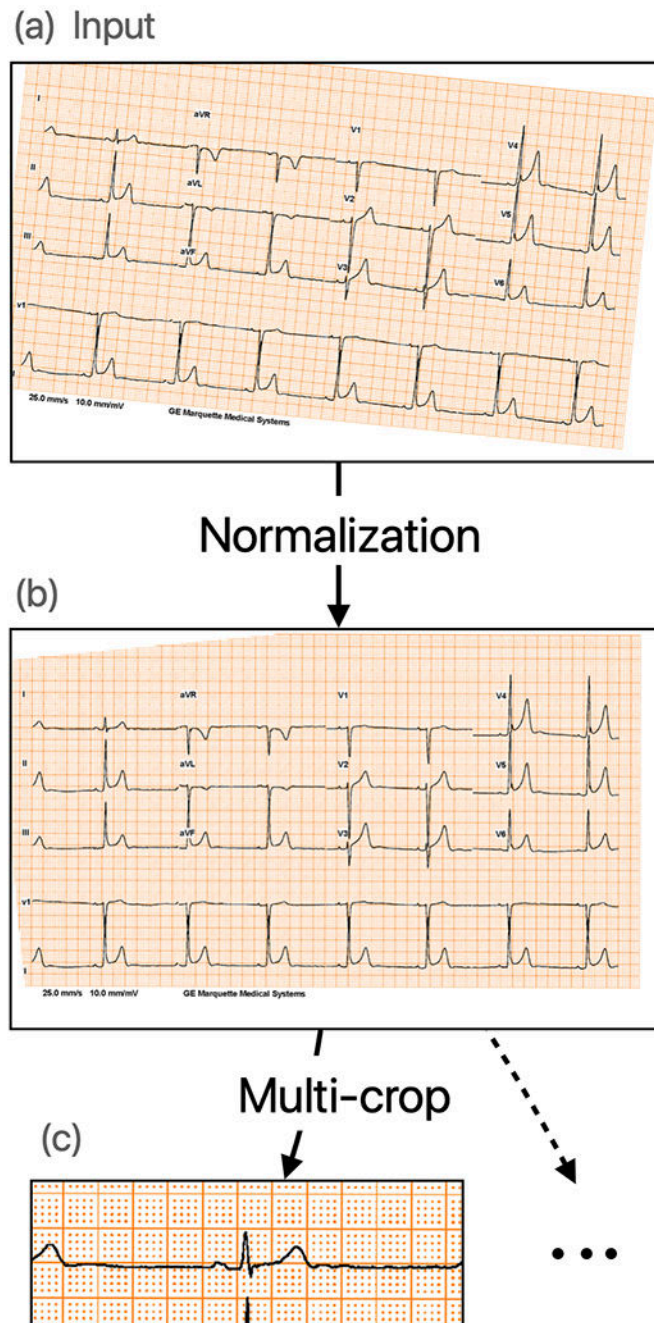 (a) Input
I aVR V1 V4
II aVL V2 V5
III aVF V3 V6
v1
25.0 mm/s 10.0 mm/mV GE Marquette Medical Systems
Normalization
(b)
I aVR V1 V4
II aVL V2 V5
III aVF V3 V6
v1
I
25.0 mm/s 10.0 mm/mV GE Marquette Medical Systems
Multi-crop
(c)